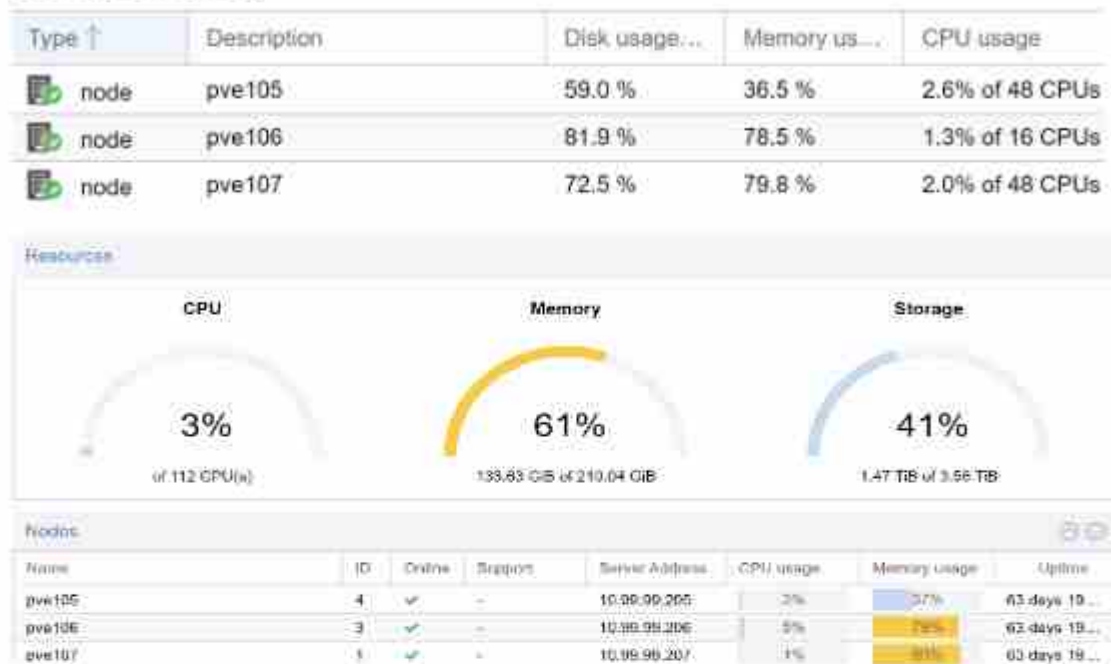 Type ↑ Description Disk usage... Memory us... CPU usage
node pve105 59.0 % 36.5 % 2.6% of 48 CPUs
node pve106 81.9 % 78.5 % 1.3% of 16 CPUs
node pve107 72.5 % 79.8 % 2.0% of 48 CPUs
Resources
CPU Memory Storage
3% 61% 41%
of 112 CPU(s) 133.63 GiB of 210.04 GiB 1.47 TiB of 3.56 TiB
Nodes
Name ID Online Support Server Address CPU usage Memory usage Uptime
pve105 4 - 10.99.99.205 37% 63 days 19...
pve106 3 - 10.99.99.206 63 days 19...
pve107 1 - 10.99.99.207 1% 63 days 19...